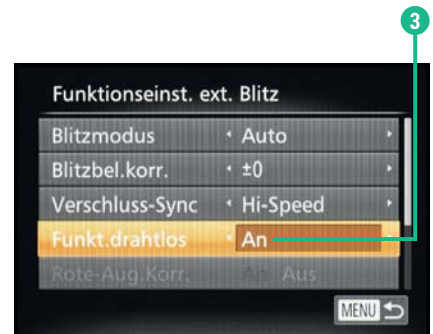 3
Funktionseinst. ext. Blitz
Blitzmodus Auto
Blitzbel.korr. ±0
Verschluss-Sync Hi-Speed
Funkt.drahtlos An
Rote-Aug.Korr. An Aus
MENU